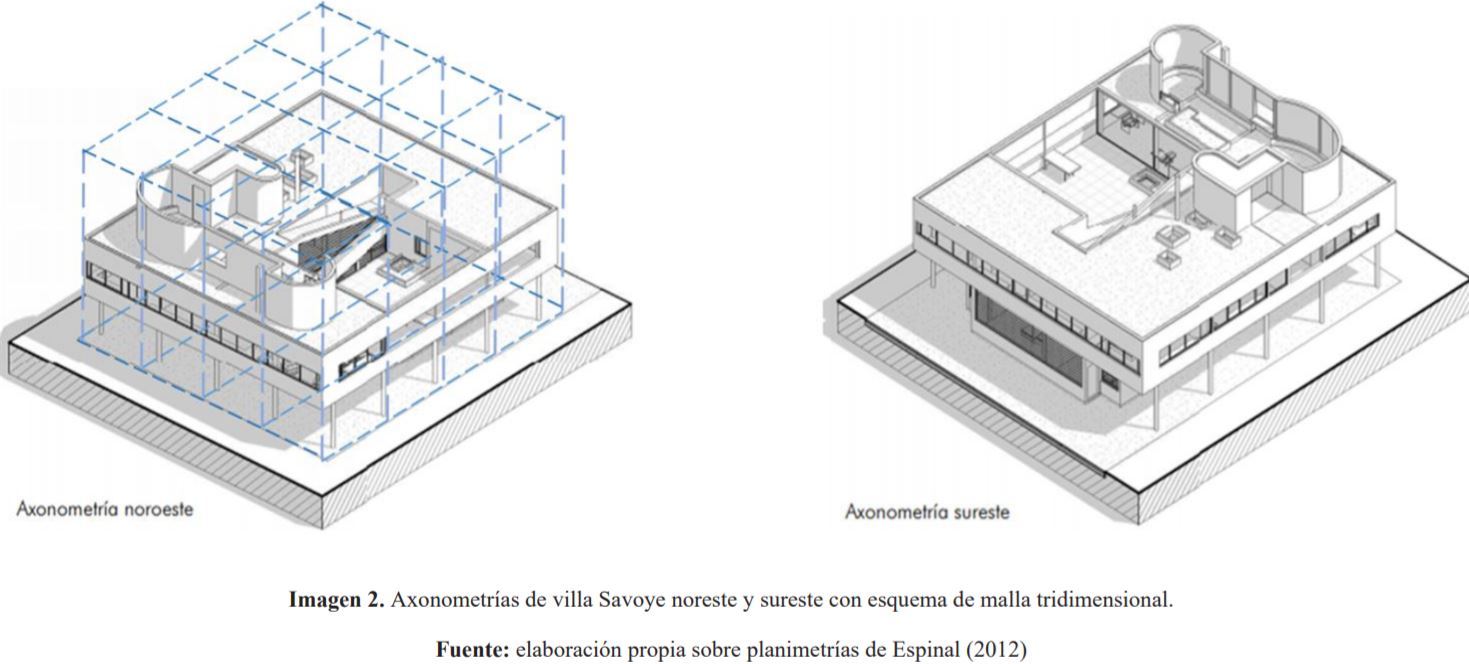 Axonometría noroeste
Axonometría sureste
Imagen 2. Axonometrías de villa Savoye noreste y sureste con esquema de malla tridimensional.
Fuente: elaboración propia sobre planimetrías de Espinal (2012)